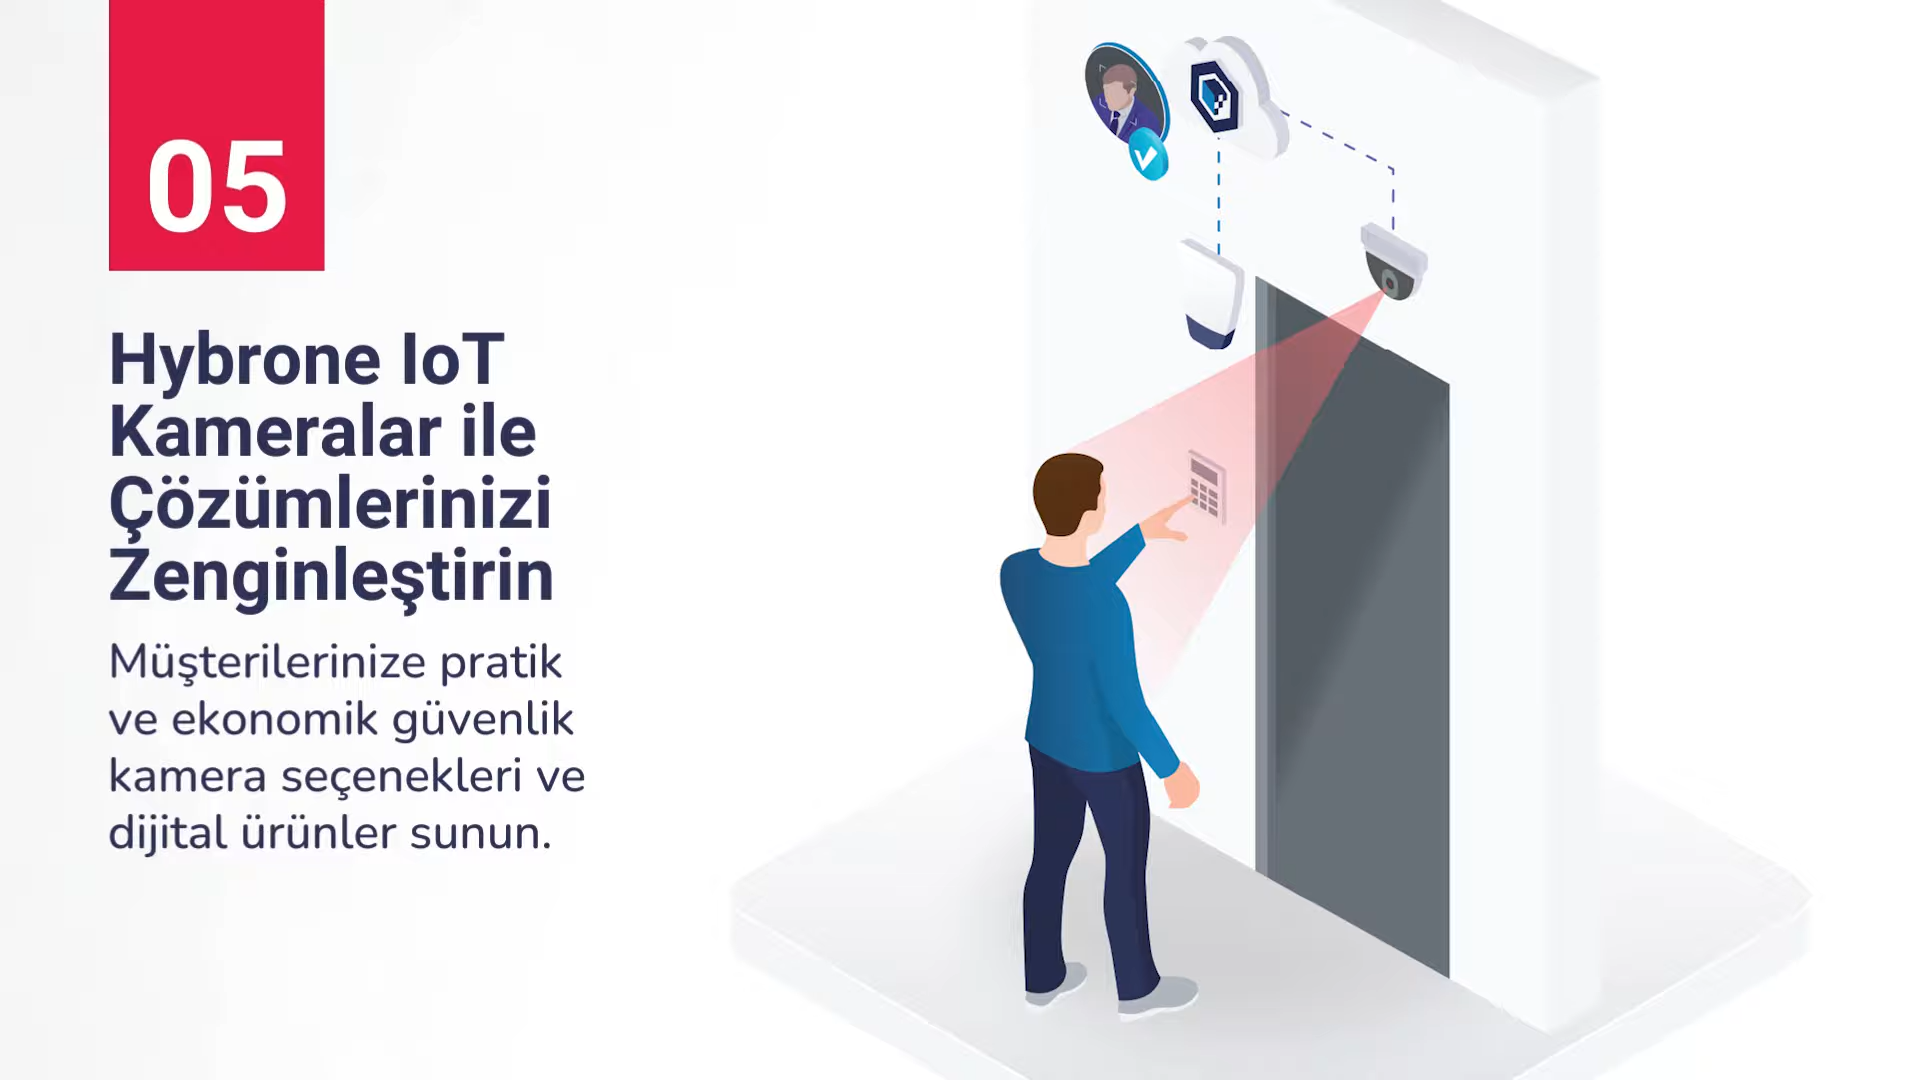 05
Hybrone IoT
Kameralar ile
Çözümlerinizi
Zenginleştirin
Müşterilerinize pratik
ve ekonomik güvenlik
kamera seçenekleri ve
dijital ürünler sunun.